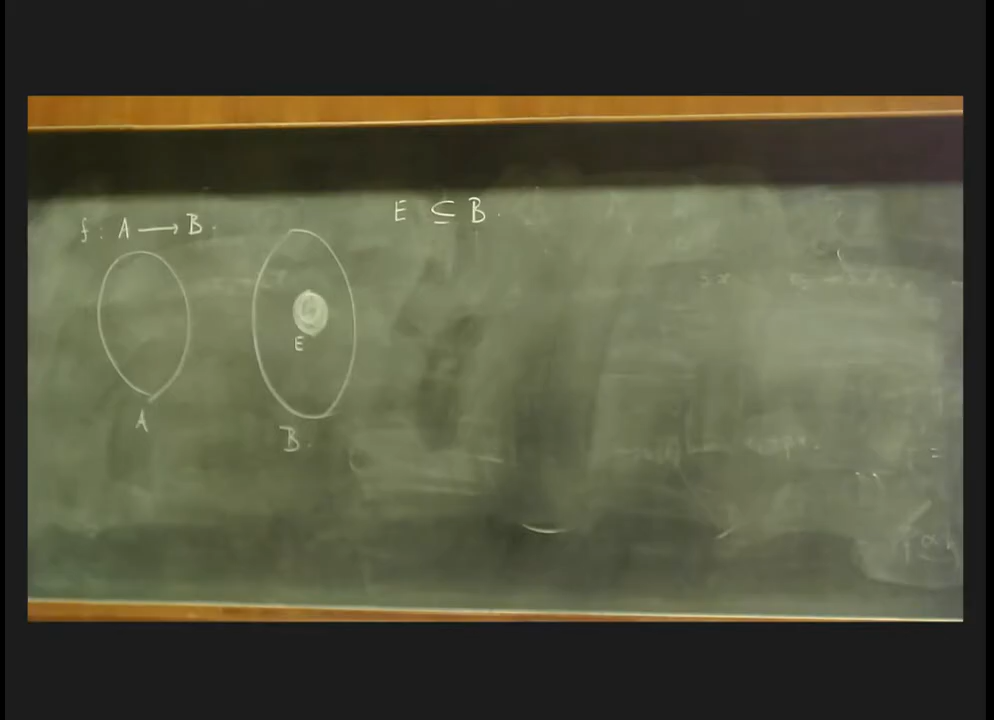 f : A ⟶ B.
E ⊆ B.
E
A
B.